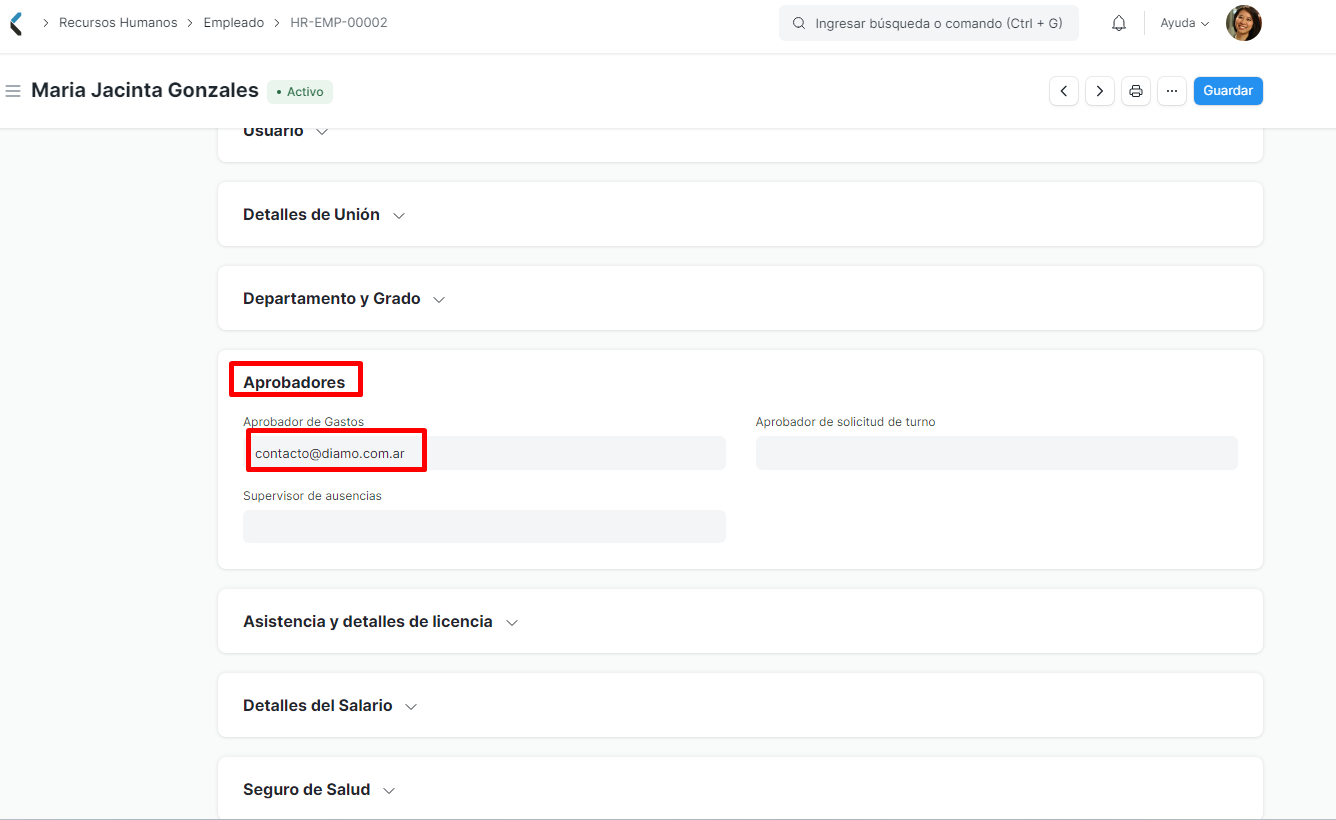 Recursos Humanos > Empleado > HR-EMP-00002
Ingresar búsqueda o comando (Ctrl + G)
Ayuda
Maria Jacinta Gonzales
• Activo
Guardar
Usuario
Detalles de Unión
Departamento y Grado
Aprobadores
Aprobador de Gastos
contacto@diamo.com.ar
Aprobador de solicitud de turno
Supervisor de ausencias
Asistencia y detalles de licencia
Detalles del Salario
Seguro de Salud